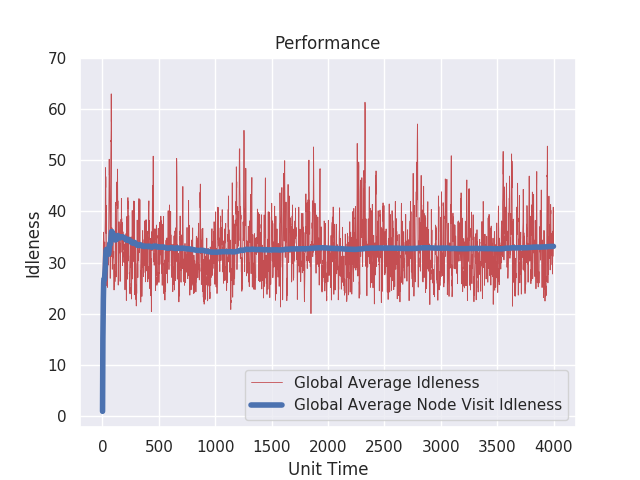 Performance
70
60
50
40
30
20
10
0
Idleness
0 500 1000 1500 2000 2500 3000 3500 4000
Unit Time
Global Average Idleness
Global Average Node Visit Idleness